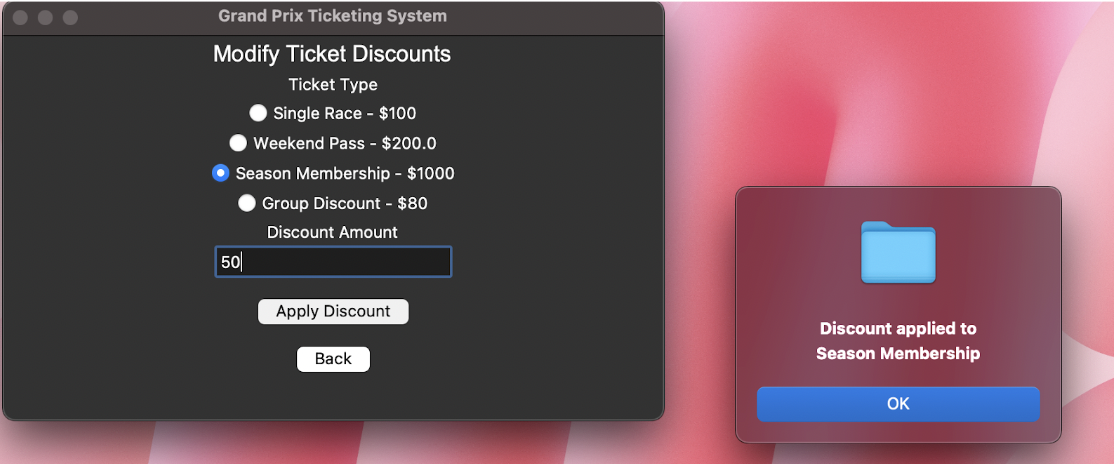 Grand Prix Ticketing System
Modify Ticket Discounts
Ticket Type
Single Race - $100
Weekend Pass - $200.0
Season Membership - $1000
Group Discount - $80
Discount Amount
50
Apply Discount
Back
Discount applied to
Season Membership
OK